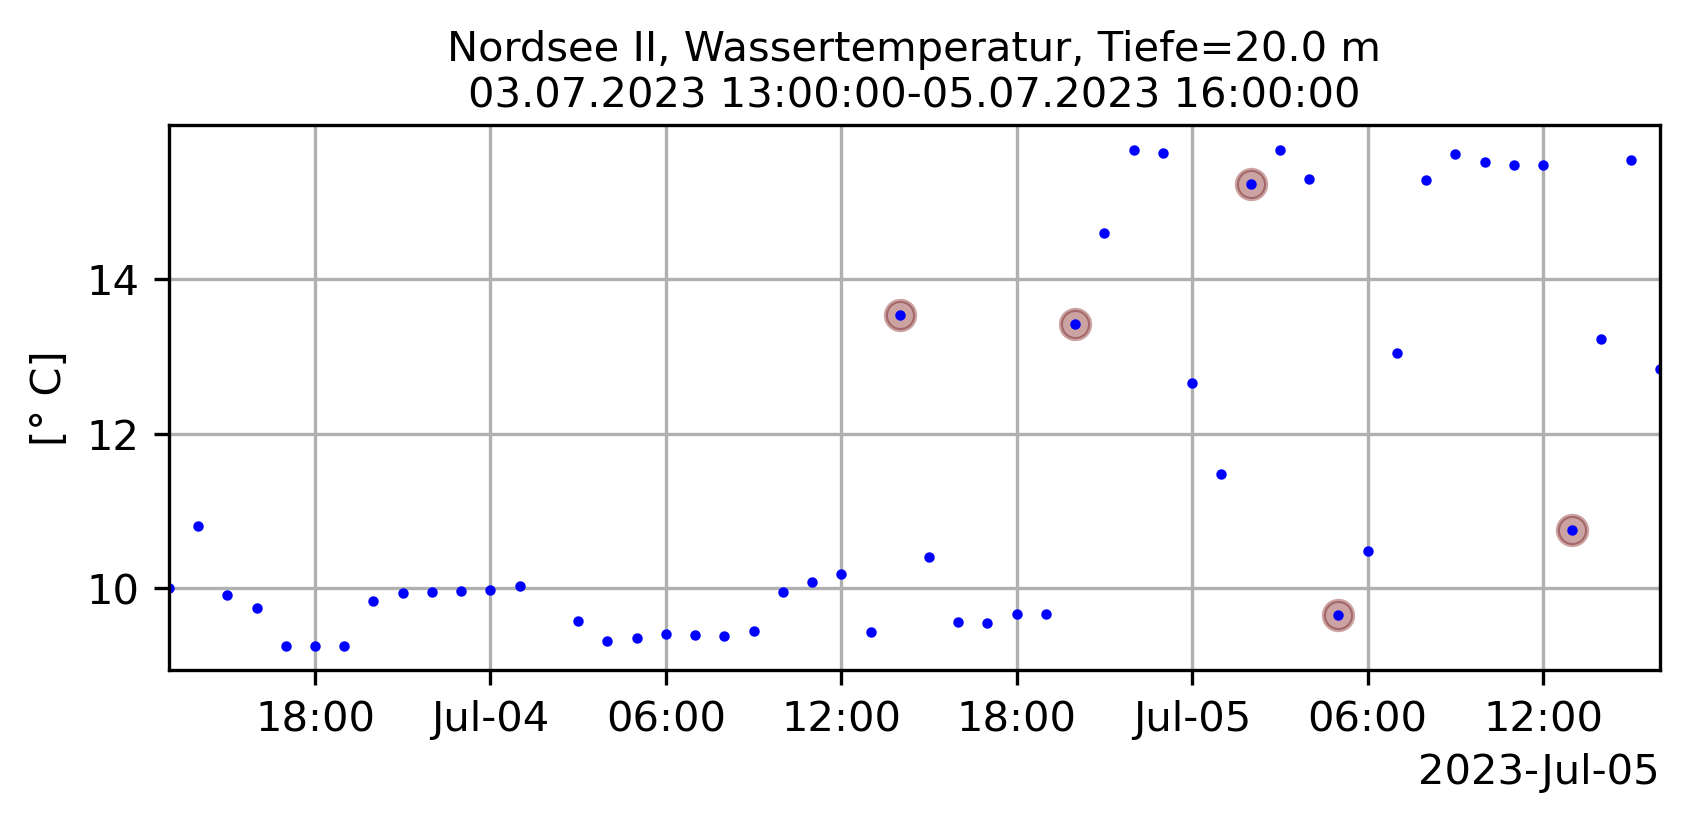 Nordsee II, Wassertemperatur, Tiefe=20.0 m
03.07.2023 13:00:00-05.07.2023 16:00:00
[° C]
14
12
10
18:00 Jul-04 06:00 12:00 18:00 Jul-05 06:00 12:00
2023-Jul-05